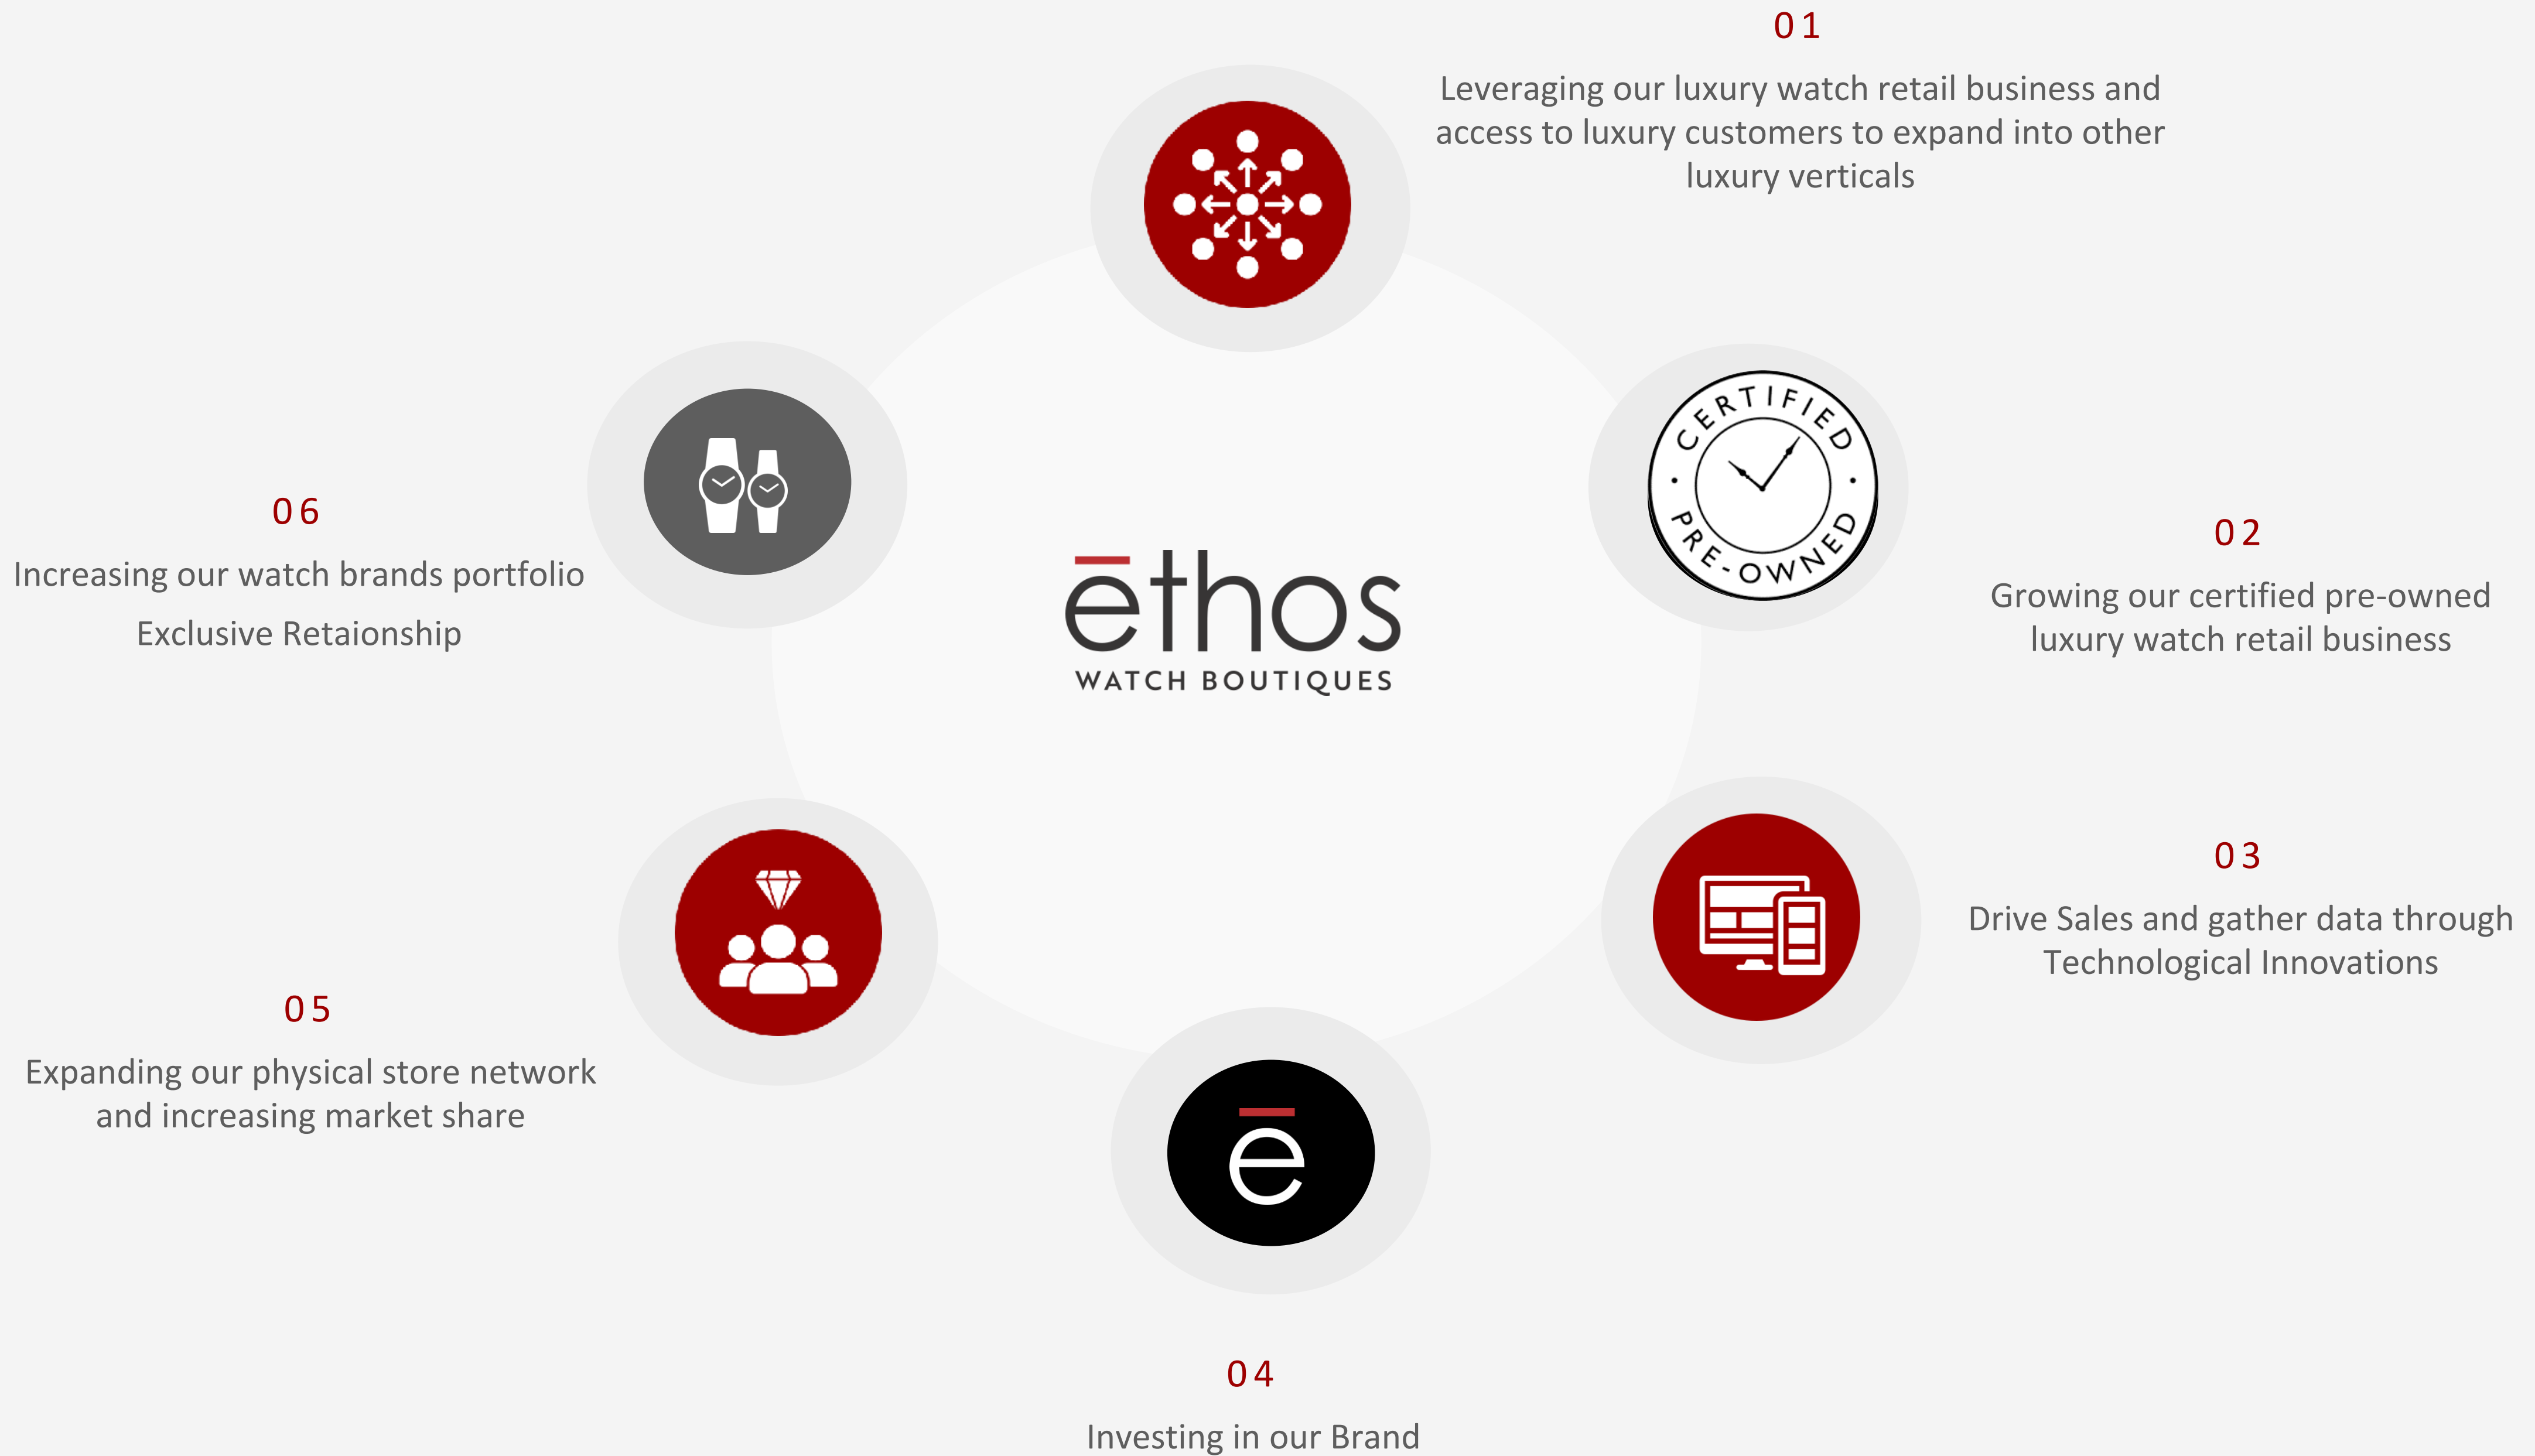 01
Leveraging our luxury watch retail business and
access to luxury customers to expand into other
luxury verticals
CERTIFIED
PRE-OWNED
02
Growing our certified pre-owned
luxury watch retail business
03
Drive Sales and gather data through
Technological Innovations
ē
04
Investing in our Brand
05
Expanding our physical store network
and increasing market share
06
Increasing our watch brands portfolio
Exclusive Retaionship
ēthos
WATCH BOUTIQUES